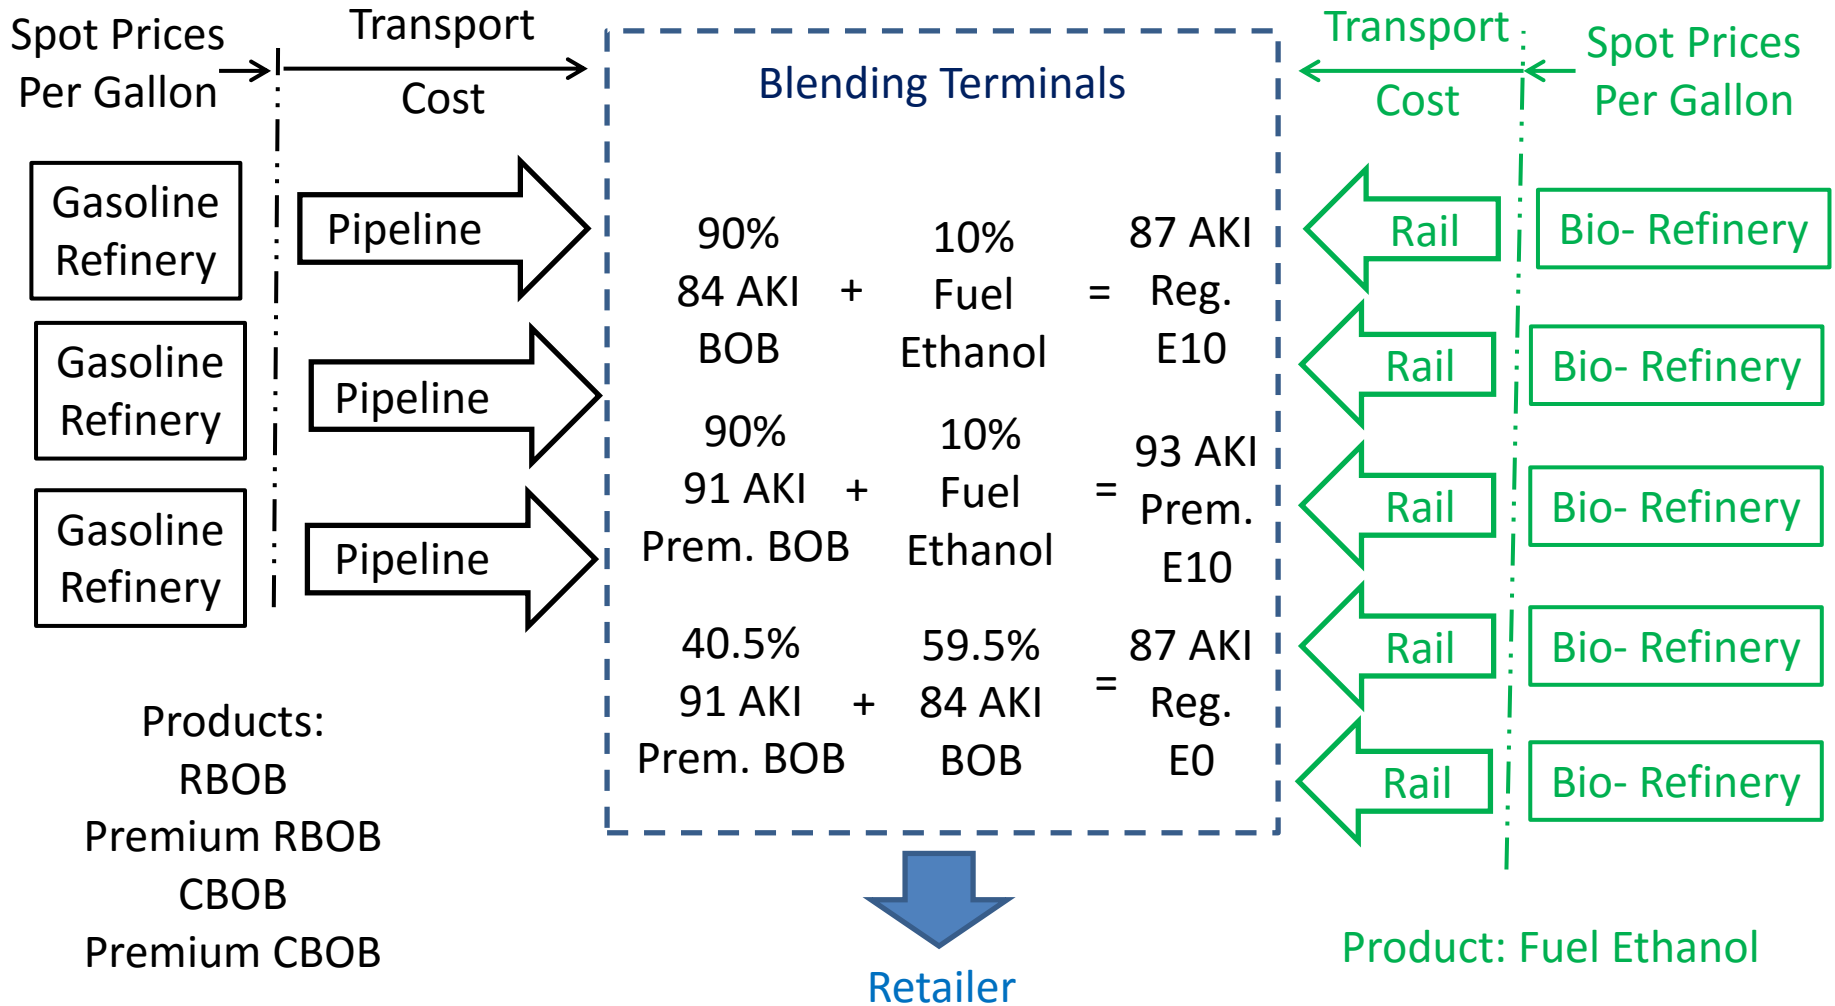 Spot Prices
Per Gallon
Transport
Cost
Blending Terminals
Transport
Cost
Spot Prices
Per Gallon
Gasoline
Refinery
Gasoline
Refinery
Gasoline
Refinery
Pipeline
Pipeline
Pipeline
90%
84 AKI
BOB
+
10%
Fuel
Ethanol
=
87 AKI
Reg.
E10
90%
91 AKI
Prem. BOB
+
10%
Fuel
Ethanol
=
93 AKI
Prem.
E10
40.5%
91 AKI
Prem. BOB
+
59.5%
84 AKI
BOB
=
87 AKI
Reg.
E0
Rail
Rail
Rail
Rail
Rail
Bio- Refinery
Bio- Refinery
Bio- Refinery
Bio- Refinery
Bio- Refinery
Products:
RBOB
Premium RBOB
CBOB
Premium CBOB
Retailer
Product: Fuel Ethanol